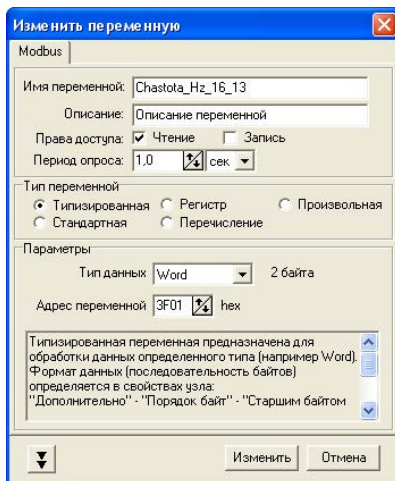 Изменить переменную
Modbus
Имя переменной: Chastota_Hz_16_13
Описание: Описание переменной
Права доступа: Чтение Запись
Период опроса: 1,0 сек
Тип переменной
Типизированная Регистр Произвольная
Стандартная Перечисление
Параметры
Тип данных Word 2 байта
Адрес переменной 3F01 hex
Типизированная переменная предназначена для
обработки данных определенного типа (например Word).
Формат данных (последовательность байтов)
определяется в свойствах узла:
"Дополнительно" - "Порядок байт" - "Старшим байтом
Изменить Отмена